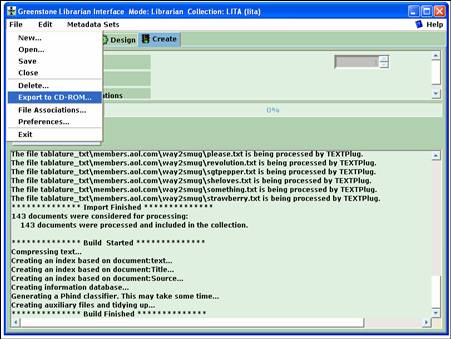 Greenstone Librarian Interface Mode: Librarian Collection: LITA (lita)
File Edit Metadata Sets Help
Design Create
New...
Open...
Save
Close
Delete...
Export to CD-ROM...
File Associations...
Preferences...
Exit
ations
0%
The file tablature_txt\members.aol.com\way2smug\please.txt is being processed by TEXTPlug.
The file tablature_txt\members.aol.com\way2smug\revolution.txt is being processed by TEXTPlug.
The file tablature_txt\members.aol.com\way2smug\sgtpepper.txt is being processed by TEXTPlug.
The file tablature_txt\members.aol.com\way2smug\sheloves.txt is being processed by TEXTPlug.
The file tablature_txt\members.aol.com\way2smug\something.txt is being processed by TEXTPlug.
The file tablature_txt\members.aol.com\way2smug\strawberry.txt is being processed by TEXTPlug.
************** Import Finished **************
143 documents were considered for processing:
143 documents were processed and included in the collection.
************** Build Started **************
Compressing text...
Creating an index based on document:text...
Creating an index based on document:Title...
Creating an index based on document:Source...
Creating information database...
Generating a Phind classifier. This may take some time...
Creating auxiliary files and tidying up...
************** Build Finished **************